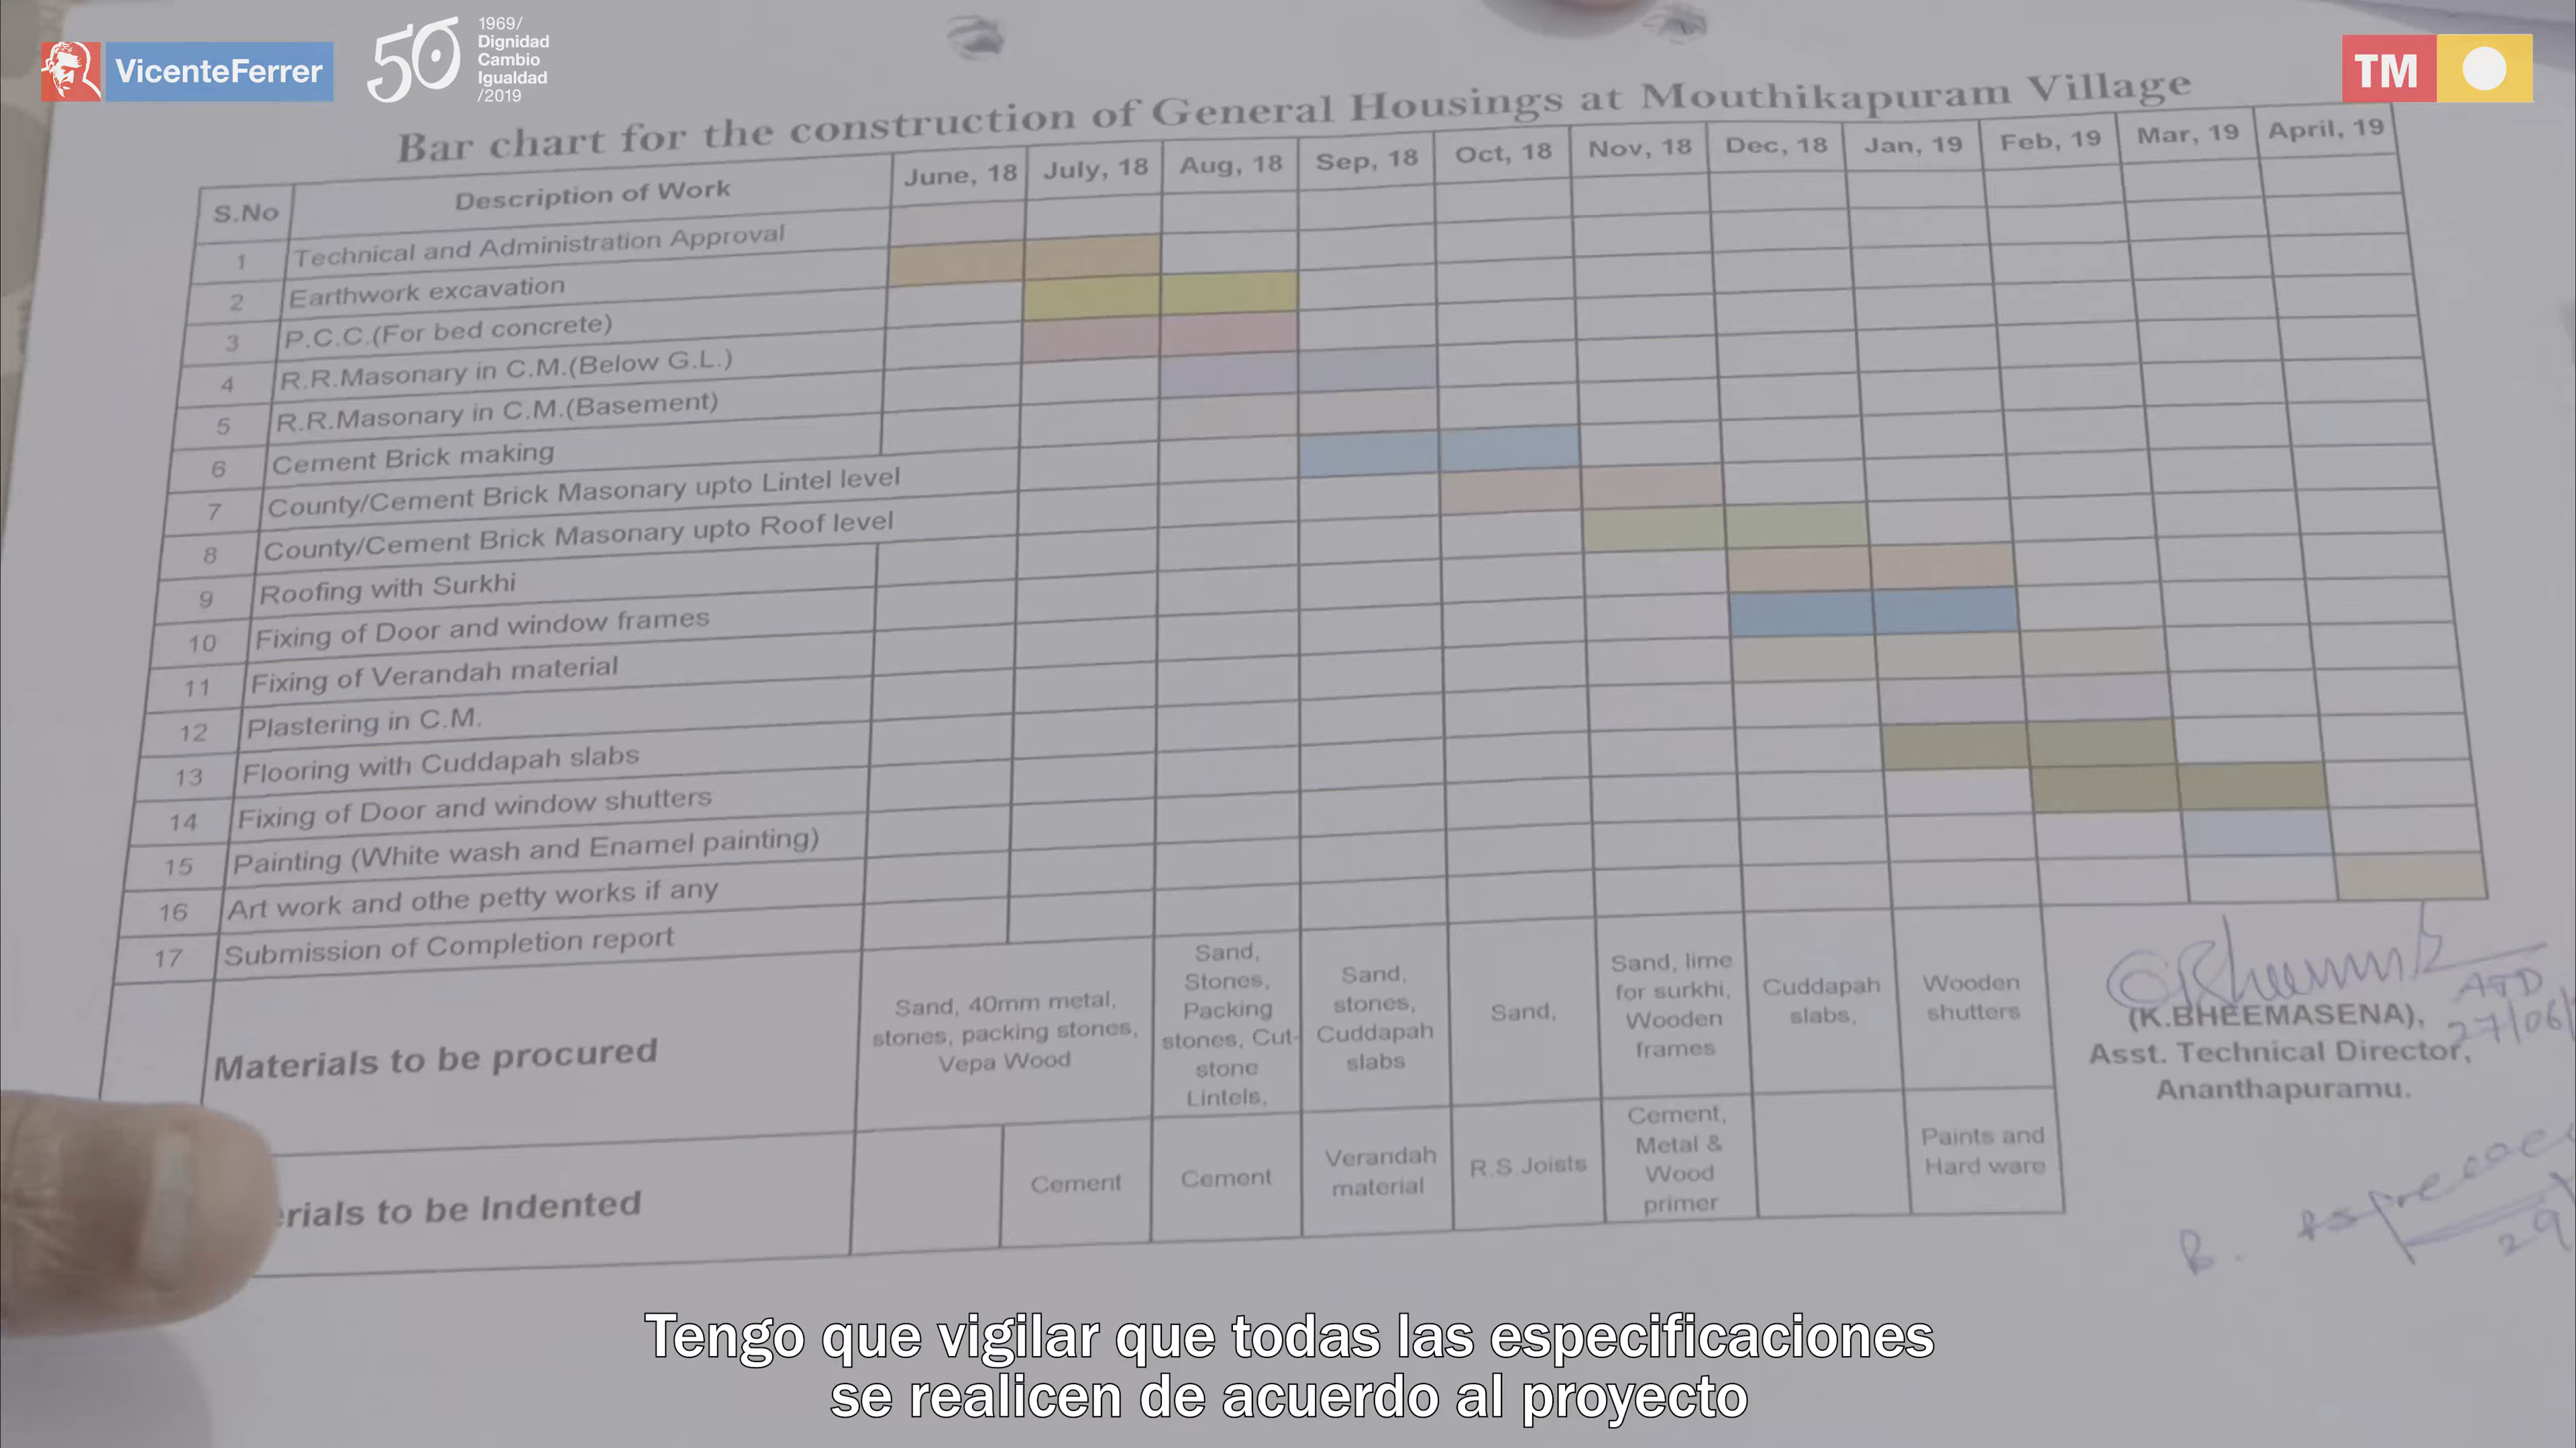 VicenteFerrer
50
1969/
Dignidad
Cambio
Igualdad
/2019
TM
Bar chart for the construction of General Housings at Mouthikapuram Village
S.No Description of Work June, 18 July, 18 Aug, 18 Sep, 18 Oct, 18 Nov, 18 Dec, 18 Jan, 19 Feb, 19 Mar, 19 April, 19
1 Technical and Administration Approval
2 Earthwork excavation
3 P.C.C.(For bed concrete)
4 R.R.Masonary in C.M.(Below G.L.)
5 R.R.Masonary in C.M.(Basement)
6 Cement Brick making
7 County/Cement Brick Masonary upto Lintel level
8 County/Cement Brick Masonary upto Roof level
9 Roofing with Surkhi
10 Fixing of Door and window frames
11 Fixing of Verandah material
12 Plastering in C.M.
13 Flooring with Cuddapah slabs
14 Fixing of Door and window shutters
15 Painting (White wash and Enamel painting)
16 Art work and othe petty works if any
17 Submission of Completion report
Materials to be procured
Sand, 40mm metal,
stones, packing stones,
Vepa Wood
Sand,
Stones,
Packing
stones, Cut-
stone
Lintels,
Sand,
stones,
Cuddapah
slabs
Sand,
Sand, lime
for surkhi,
Wooden
frames
Cuddapah
slabs,
Wooden
shutters
ATD
27/06/
(K.BHEEMASENA),
Asst. Technical Director,
Ananthapuramu.
rials to be Indented
Cement
Cement
Verandah
material
R.S.Joists
Cement,
Metal &
Wood
primer
Paints and
Hard ware
B.
29
Tengo que vigilar que todas las especificaciones
se realicen de acuerdo al proyecto